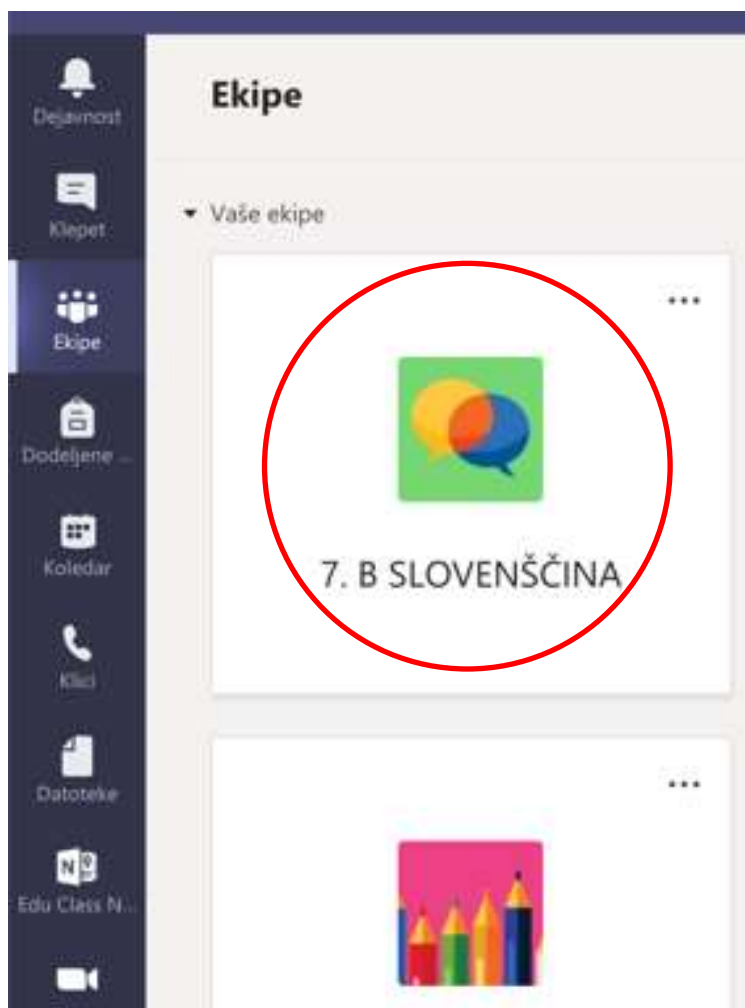 Dejavnost
Klepet
Ekipe
Dodeljene ...
Koledar
Klici
Datoteke
Edu Class N...
Ekipe
Vaše ekipe
7. B SLOVENŠČINA